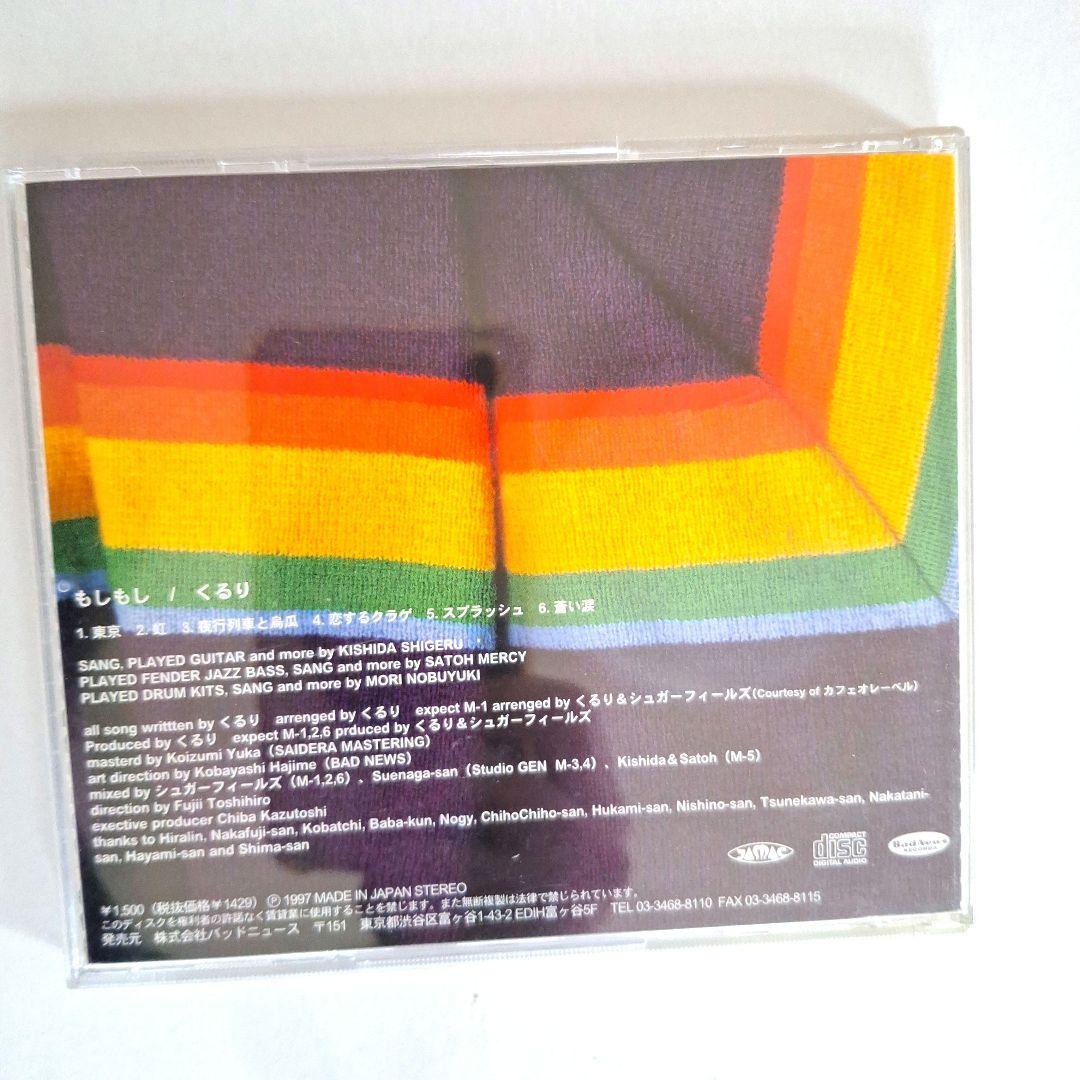 もしもし / くるり
1. 東京 2. 虹 3. 夜行列車と烏瓜 4. 恋するクラゲ 5. スプラッシュ 6. 蒼い涙
SANG, PLAYED GUITAR and more by KISHIDA SHIGERU
PLAYED FENDER JAZZ BASS, SANG and more by SATOH MERCY
PLAYED DRUM KITS, SANG and more by MORI NOBUYUKI
all song writtten by くるり arrenged by くるり expect M-1 arrenged by くるり&シュガーフィールズ(Courtesy of カフェオレーベル)
Produced by くるり expect M-1,2,6 prduced by くるり&シュガーフィールズ
masterd by Koizumi Yuka (SAIDERA MASTERING)
art direction by Kobayashi Hajime (BAD NEWS)
mixed by シュガーフィールズ (M-1,2,6)、Suenaga-san (Studio GEN M-3,4)、Kishida&Satoh (M-5)
direction by Fujii Toshihiro
exective producer Chiba Kazutoshi
thanks to Hiralin, Nakafuji-san, Kobatchi, Baba-kun, Nogy, ChihoChiho-san, Hukami-san, Nishino-san, Tsunekawa-san, Nakatani-
san, Hayami-san and Shima-san
JASRAC
COMPACT
disc
DIGITAL AUDIO
Bad News
RECORDS
¥1,500 (税抜価格¥1429) Ⓟ 1997 MADE IN JAPAN STEREO
このディスクを権利者の許諾なく賃貸業に使用することを禁じます。また無断複製は法律で禁じられています。
発売元 株式会社バッドニュース 〒151 東京都渋谷区富ヶ谷1-43-2 EDIH富ヶ谷5F TEL 03-3468-8110 FAX 03-3468-8115